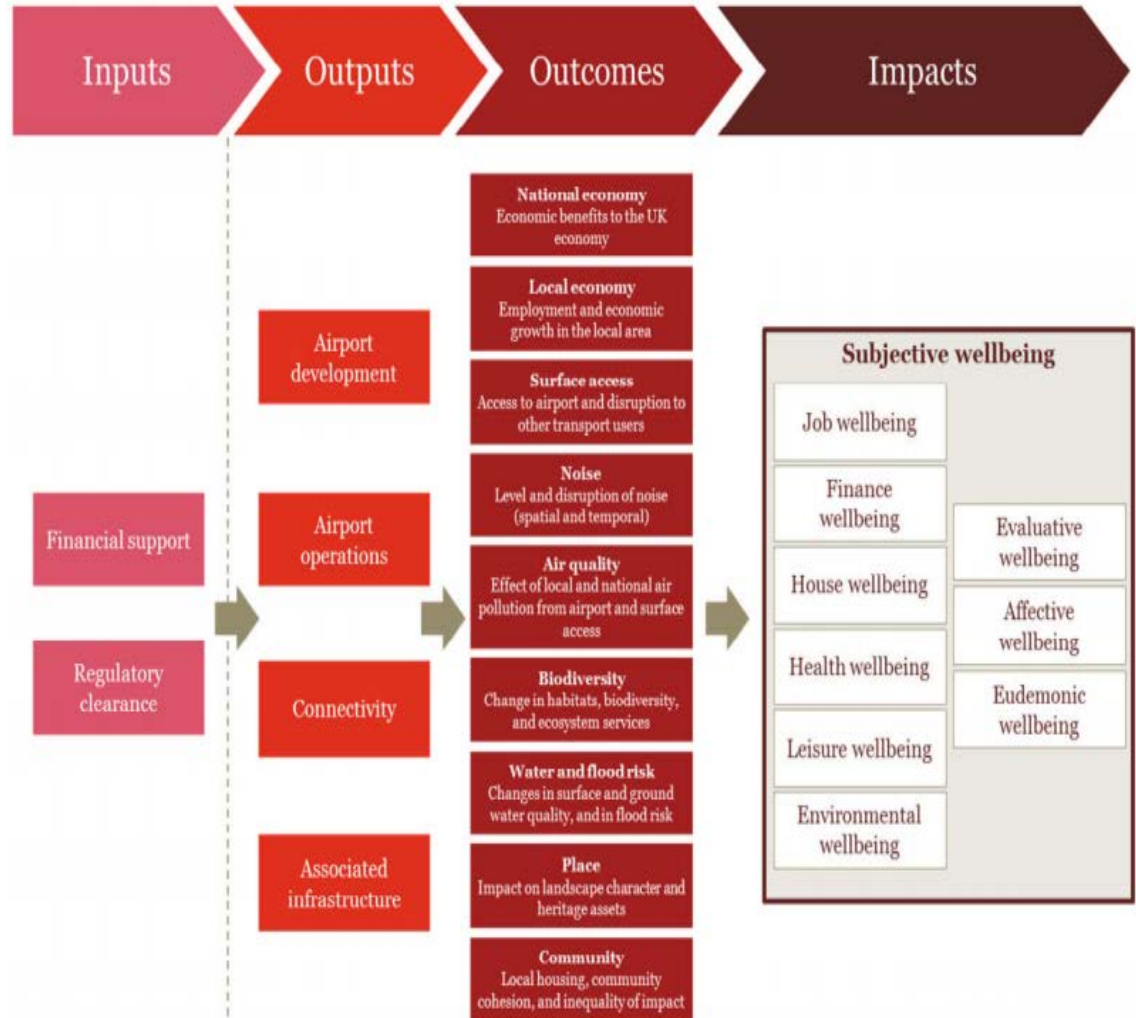 Inputs
Outputs
Outcomes
Impacts
Financial support
Regulatory
clearance
Airport
development
Airport
operations
Connectivity
Associated
infrastructure
National economy
Economic benefits to the UK
economy
Local economy
Employment and economic
growth in the local area
Surface access
Access to airport and disruption to
other transport users
Noise
Level and disruption of noise
(spatial and temporal)
Air quality
Effect of local and national air
pollution from airport and surface
access
Biodiversity
Change in habitats, biodiversity,
and ecosystem services
Water and flood risk
Changes in surface and ground
water quality, and in flood risk
Place
Impact on landscape character and
heritage assets
Community
Local housing, community
cohesion, and inequality of impact
Subjective wellbeing
Job wellbeing
Finance
wellbeing
House wellbeing
Health wellbeing
Leisure wellbeing
Environmental
wellbeing
Evaluative
wellbeing
Affective
wellbeing
Eudemonic
wellbeing